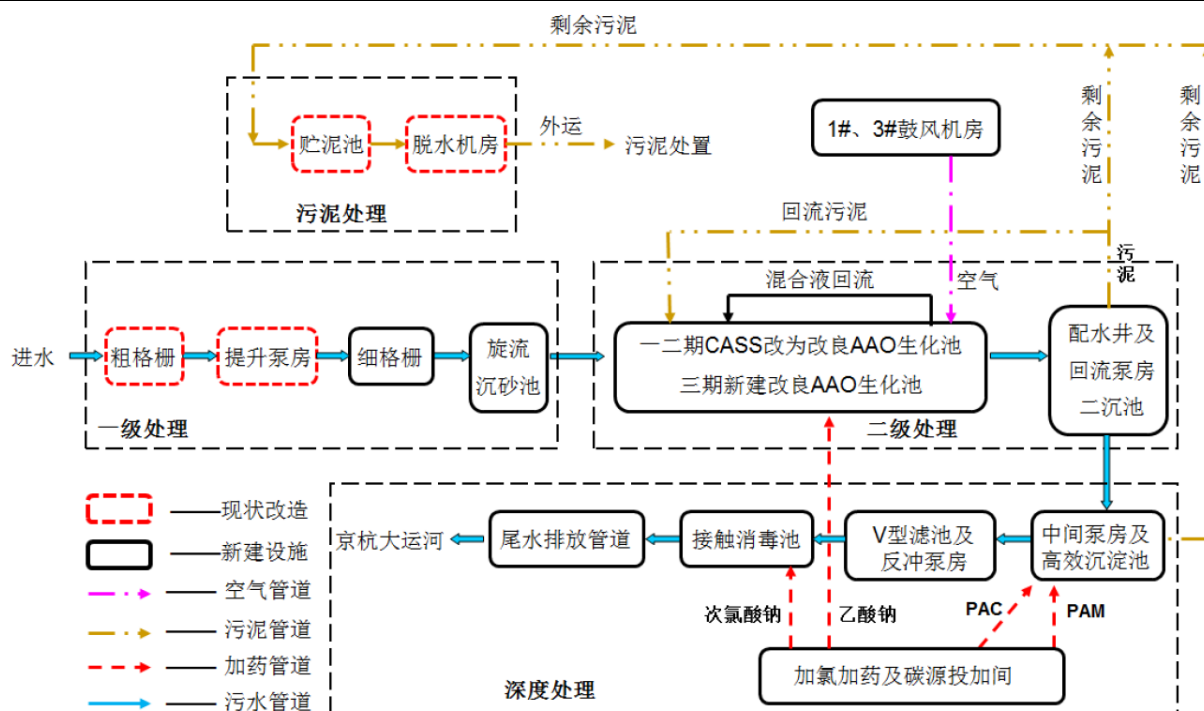 剩余污泥
剩余污泥
剩余污泥
1#、3#鼓风机房
贮泥池
脱水机房
外运
污泥处置
污泥处理
回流污泥
污泥
混合液回流
空气
进水
粗格栅
提升泵房
细格栅
旋流
沉砂池
一二期CASS改为改良AAO生化池
三期新建改良AAO生化池
配水井及
回流泵房
二沉池
一级处理
二级处理
现状改造
新建设施
空气管道
污泥管道
加药管道
污水管道
京杭大运河
尾水排放管道
接触消毒池
V型滤池及
反冲泵房
中间泵房及
高效沉淀池
次氯酸钠
乙酸钠
PAC
PAM
加氯加药及碳源投加间
深度处理